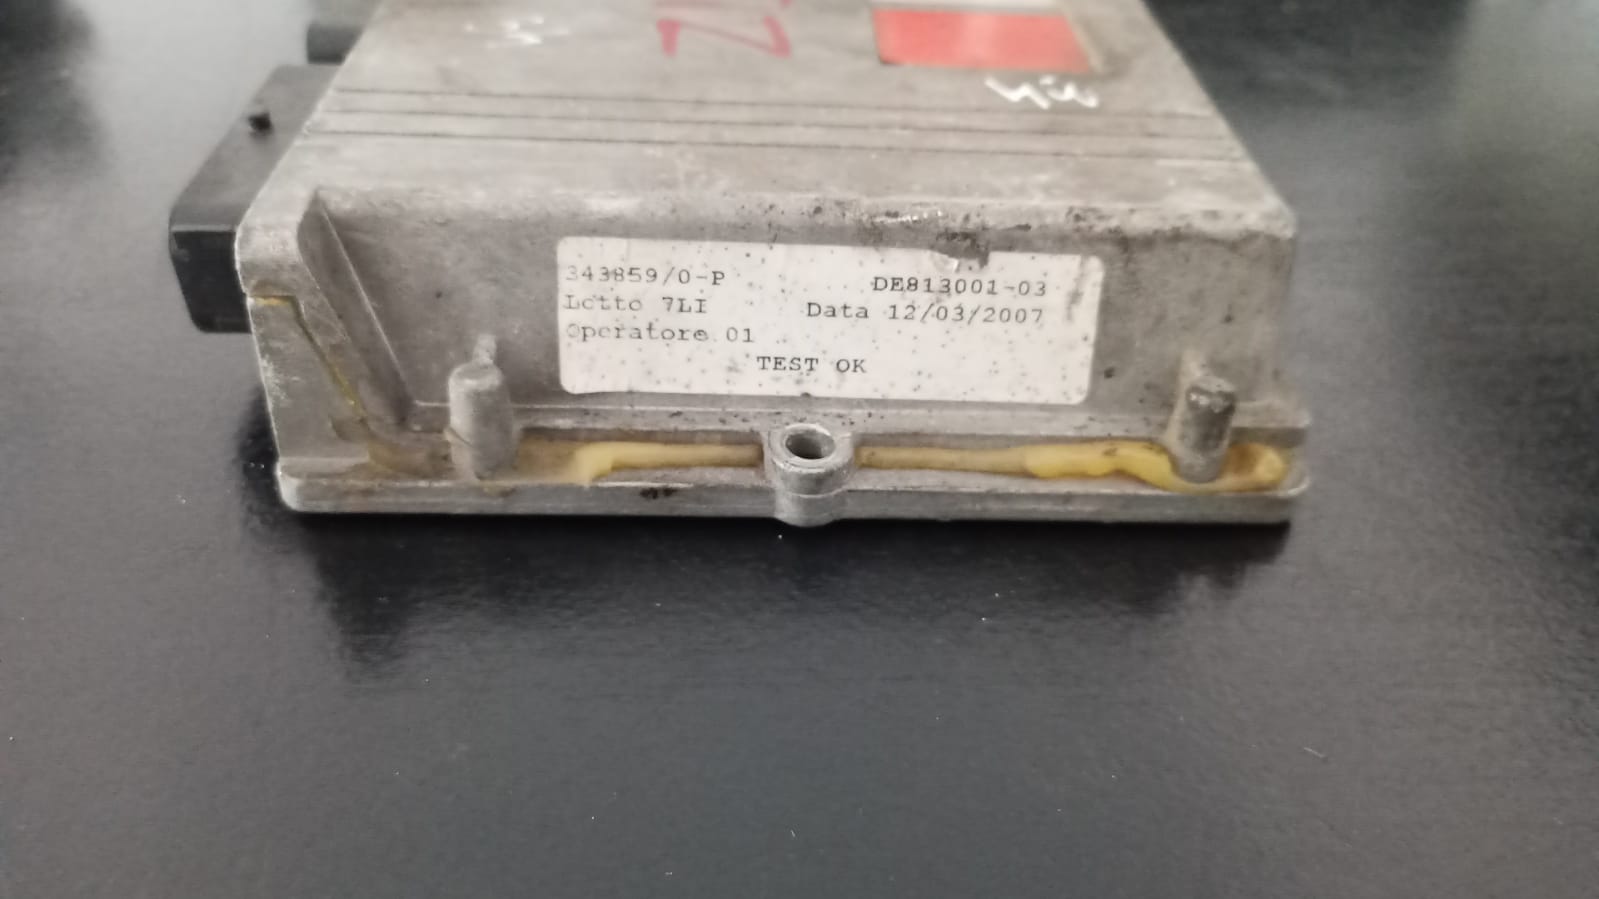 343859/0-P DE813001-03
Lotto 7LI Data 12/03/2007
Operatore 01
TEST OK